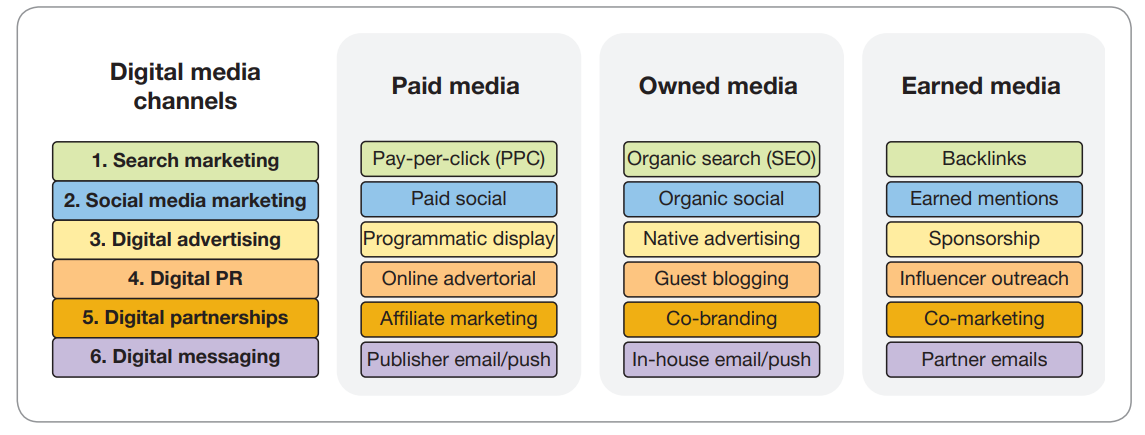 Digital media
channels
Paid media
Owned media
Earned media
1. Search marketing
Pay-per-click (PPC)
Organic search (SEO)
Backlinks
2. Social media marketing
Paid social
Organic social
Earned mentions
3. Digital advertising
Programmatic display
Native advertising
Sponsorship
4. Digital PR
Online advertorial
Guest blogging
Influencer outreach
5. Digital partnerships
Affiliate marketing
Co-branding
Co-marketing
6. Digital messaging
Publisher email/push
In-house email/push
Partner emails